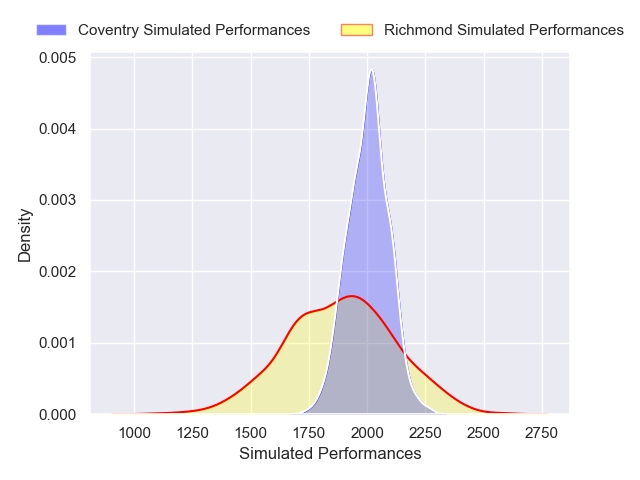 Coventry Simulated Performances Richmond Simulated Performances
0.005
0.004
0.003
0.002
0.001
0.000
Density
1000 1250 1500 1750 2000 2250 2500 2750
Simulated Performances